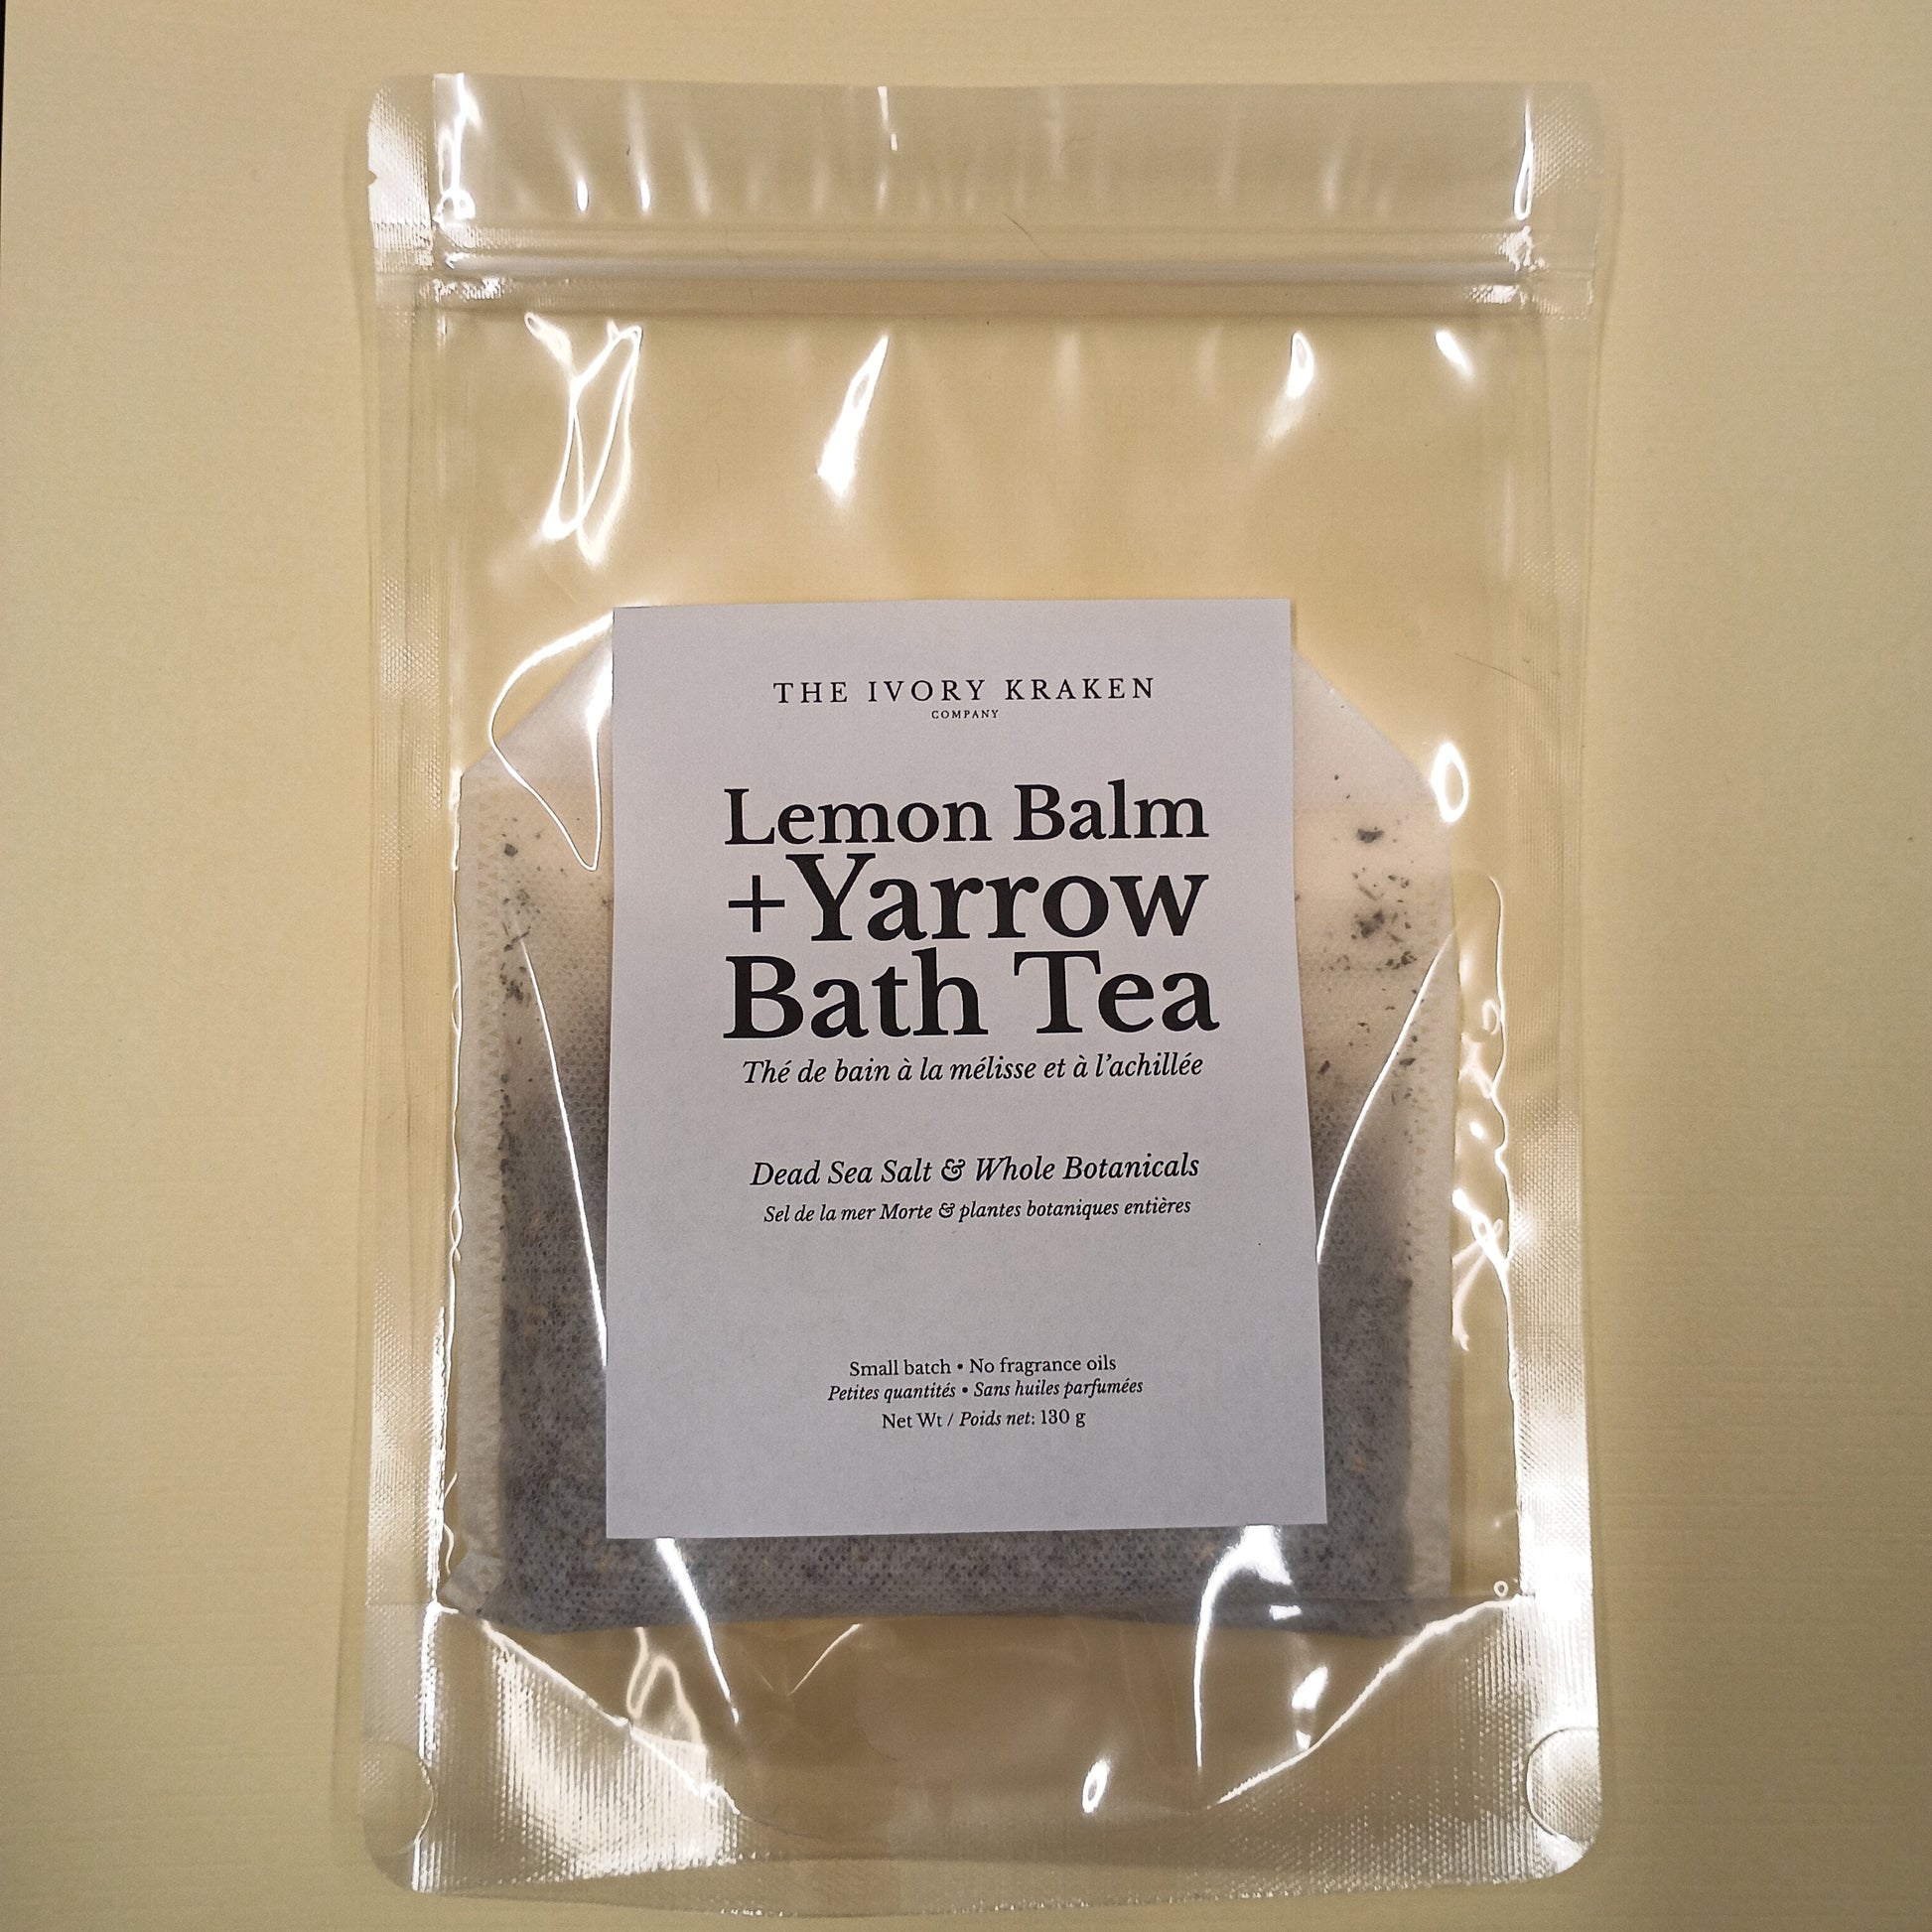 THE IVORY KRAKEN
COMPANY
Lemon Balm
+Yarrow
Bath Tea
Thé de bain à la mélisse et à l'achillée
Dead Sea Salt & Whole Botanicals
Sel de la mer Morte & plantes botaniques entières
Small batch • No fragrance oils
Petites quantités • Sans huiles parfumées
Net Wt / Poids net: 130 g